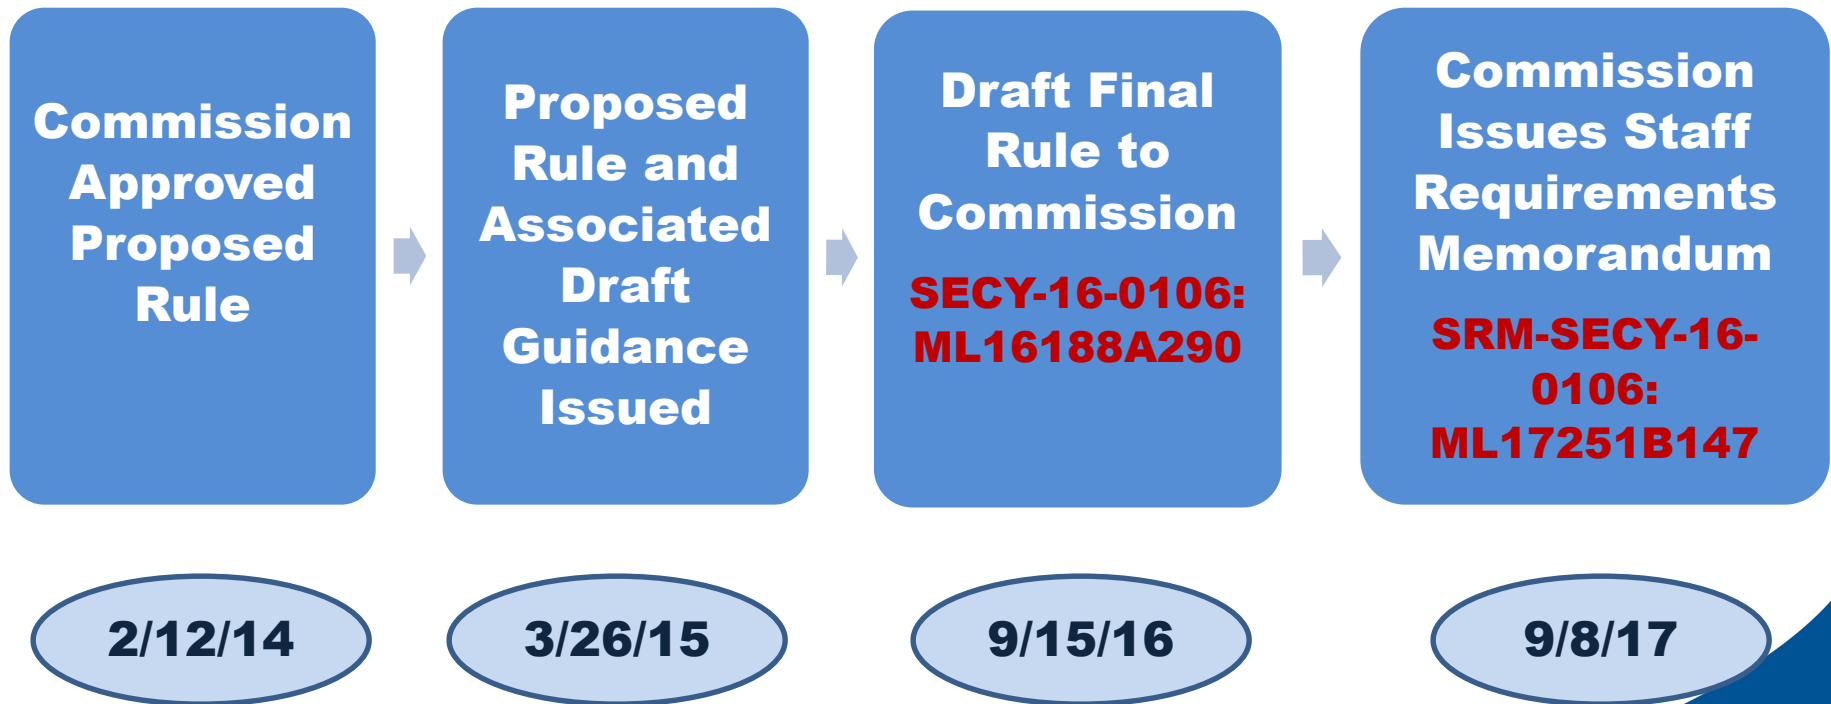 Commission
Approved
Proposed
Rule
Proposed
Rule and
Associated
Draft
Guidance
Issued
Draft Final
Rule to
Commission
SECY-16-0106:
ML16188A290
Commission
Issues Staff
Requirements
Memorandum
SRM-SECY-16-
0106:
ML17251B147
2/12/14
3/26/15
9/15/16
9/8/17